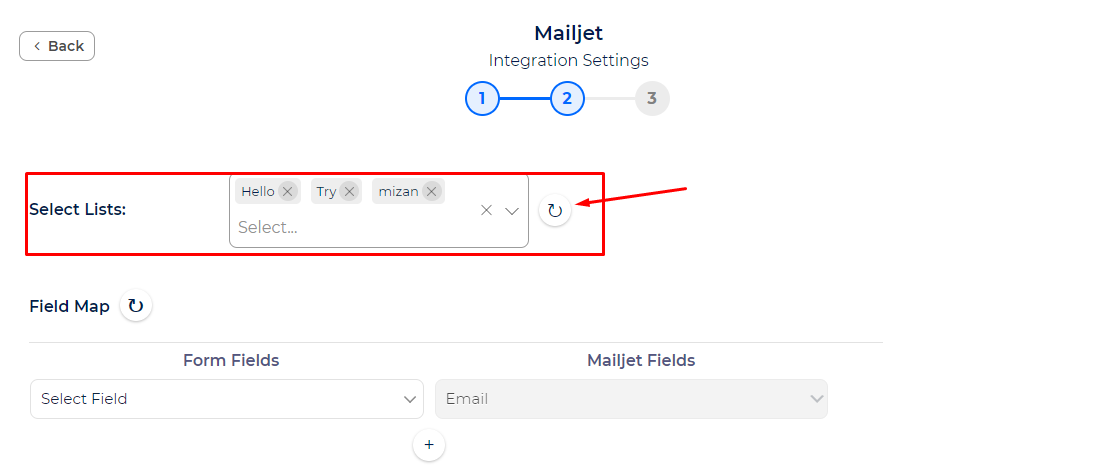 Mailjet
Back
Integration Settings
1 2 3
Hello Try mizan
Select Lists:
Select...
Field Map
Form Fields Mailjet Fields
Select Field Email
+